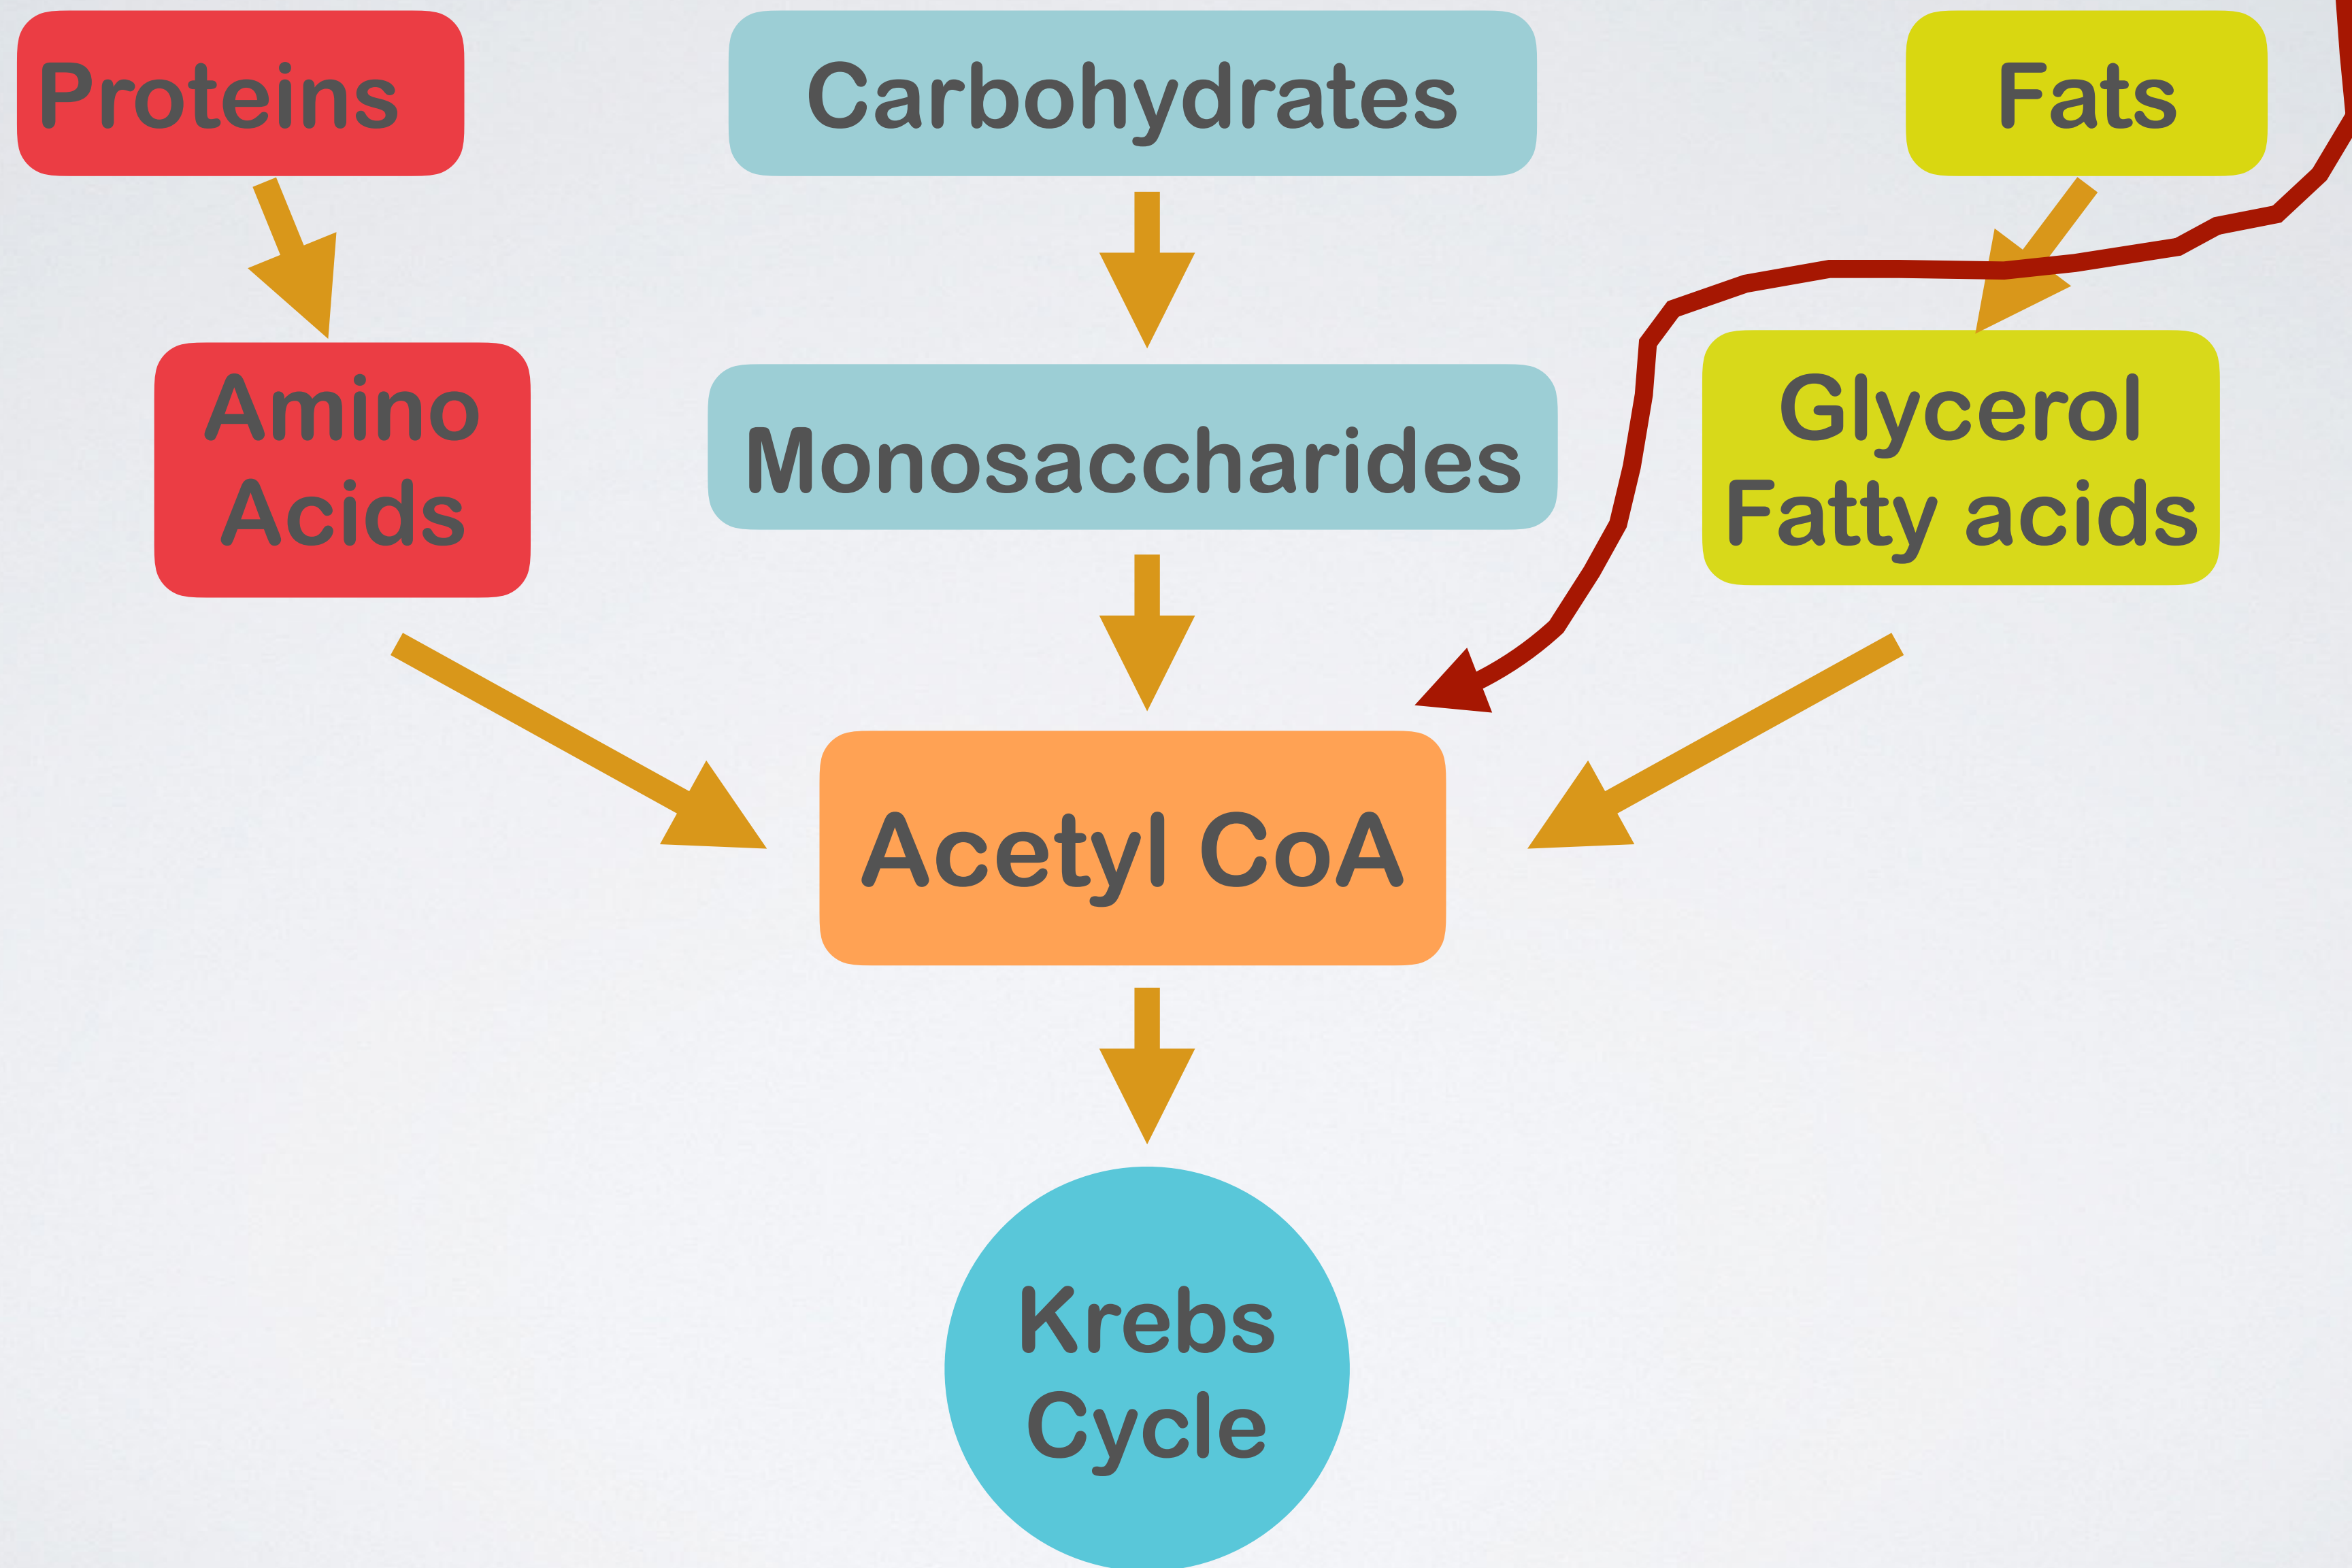 Proteins
Carbohydrates
Fats
Amino
Acids
Monosaccharides
Glycerol
Fatty acids
Acetyl CoA
Krebs
Cycle